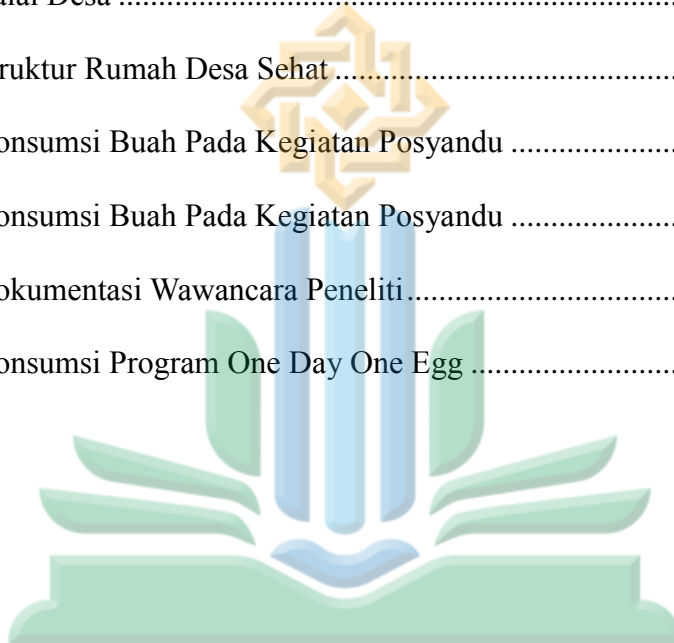 alai Desa ....................................................................
ruktur Rumah Desa Sehat ..........................................
onsumsi Buah Pada Kegiatan Posyandu ....................
onsumsi Buah Pada Kegiatan Posyandu ....................
okumentasi Wawancara Peneliti.................................
onsumsi Program One Day One Egg .........................